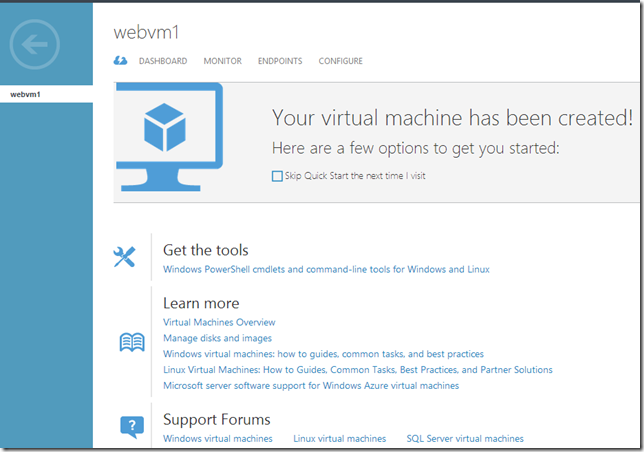 webvm1
DASHBOARD MONITOR ENDPOINTS CONFIGURE
webvm1
Your virtual machine has been created!
Here are a few options to get you started:
Skip Quick Start the next time I visit
Get the tools
Windows PowerShell cmdlets and command-line tools for Windows and Linux
Learn more
Virtual Machines Overview
Manage disks and images
Windows virtual machines: how to guides, common tasks, and best practices
Linux Virtual Machines: How to Guides, Common Tasks, Best Practices, and Partner Solutions
Microsoft server software support for Windows Azure virtual machines
?
Support Forums
Windows virtual machines Linux virtual machines SQL Server virtual machines